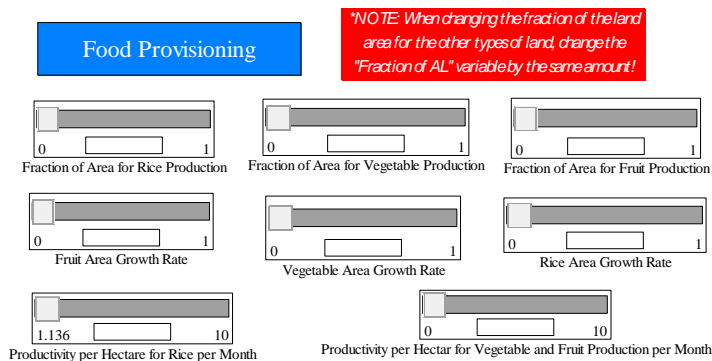 Food Provisioning
*NOTE: When changing the fraction of the land
area for the other types of land, change the
"Fraction of AL" variable by the same amount!
0 1
Fraction of Area for Rice Production
0 1
Fraction of Area for Vegetable Production
0 1
Fraction of Area for Fruit Production
0 1
Fruit Area Growth Rate
0 1
Vegetable Area Growth Rate
0 1
Rice Area Growth Rate
1.136 10
Productivity per Hectare for Rice per Month
0 10
Productivity per Hectar for Vegetable and Fruit Production per Month